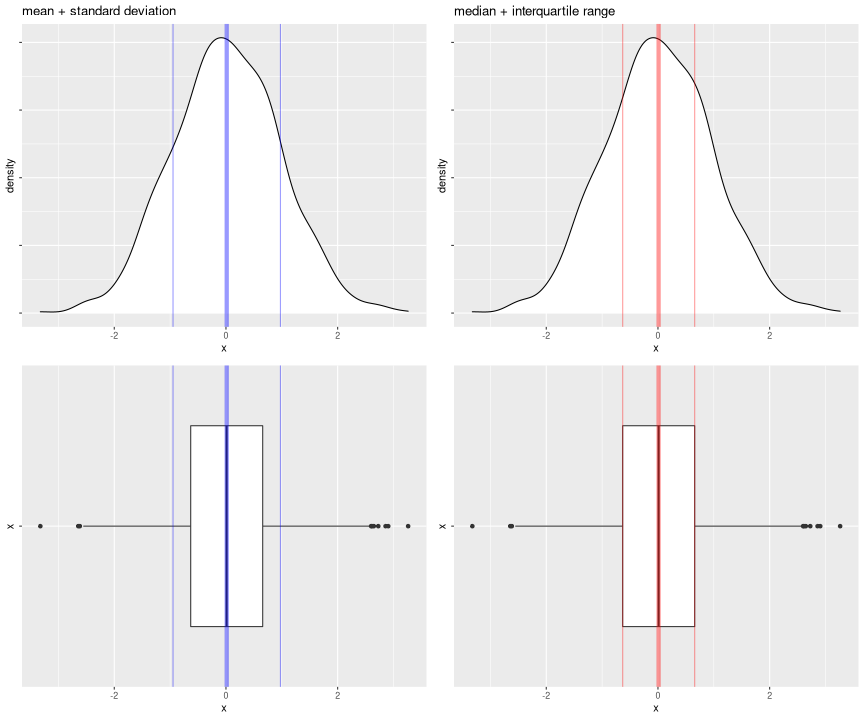 mean + standard deviation
median + interquartile range
density
density
-2 0 2
-2 0 2
x
x
x
x
-2 0 2
-2 0 2
x
x